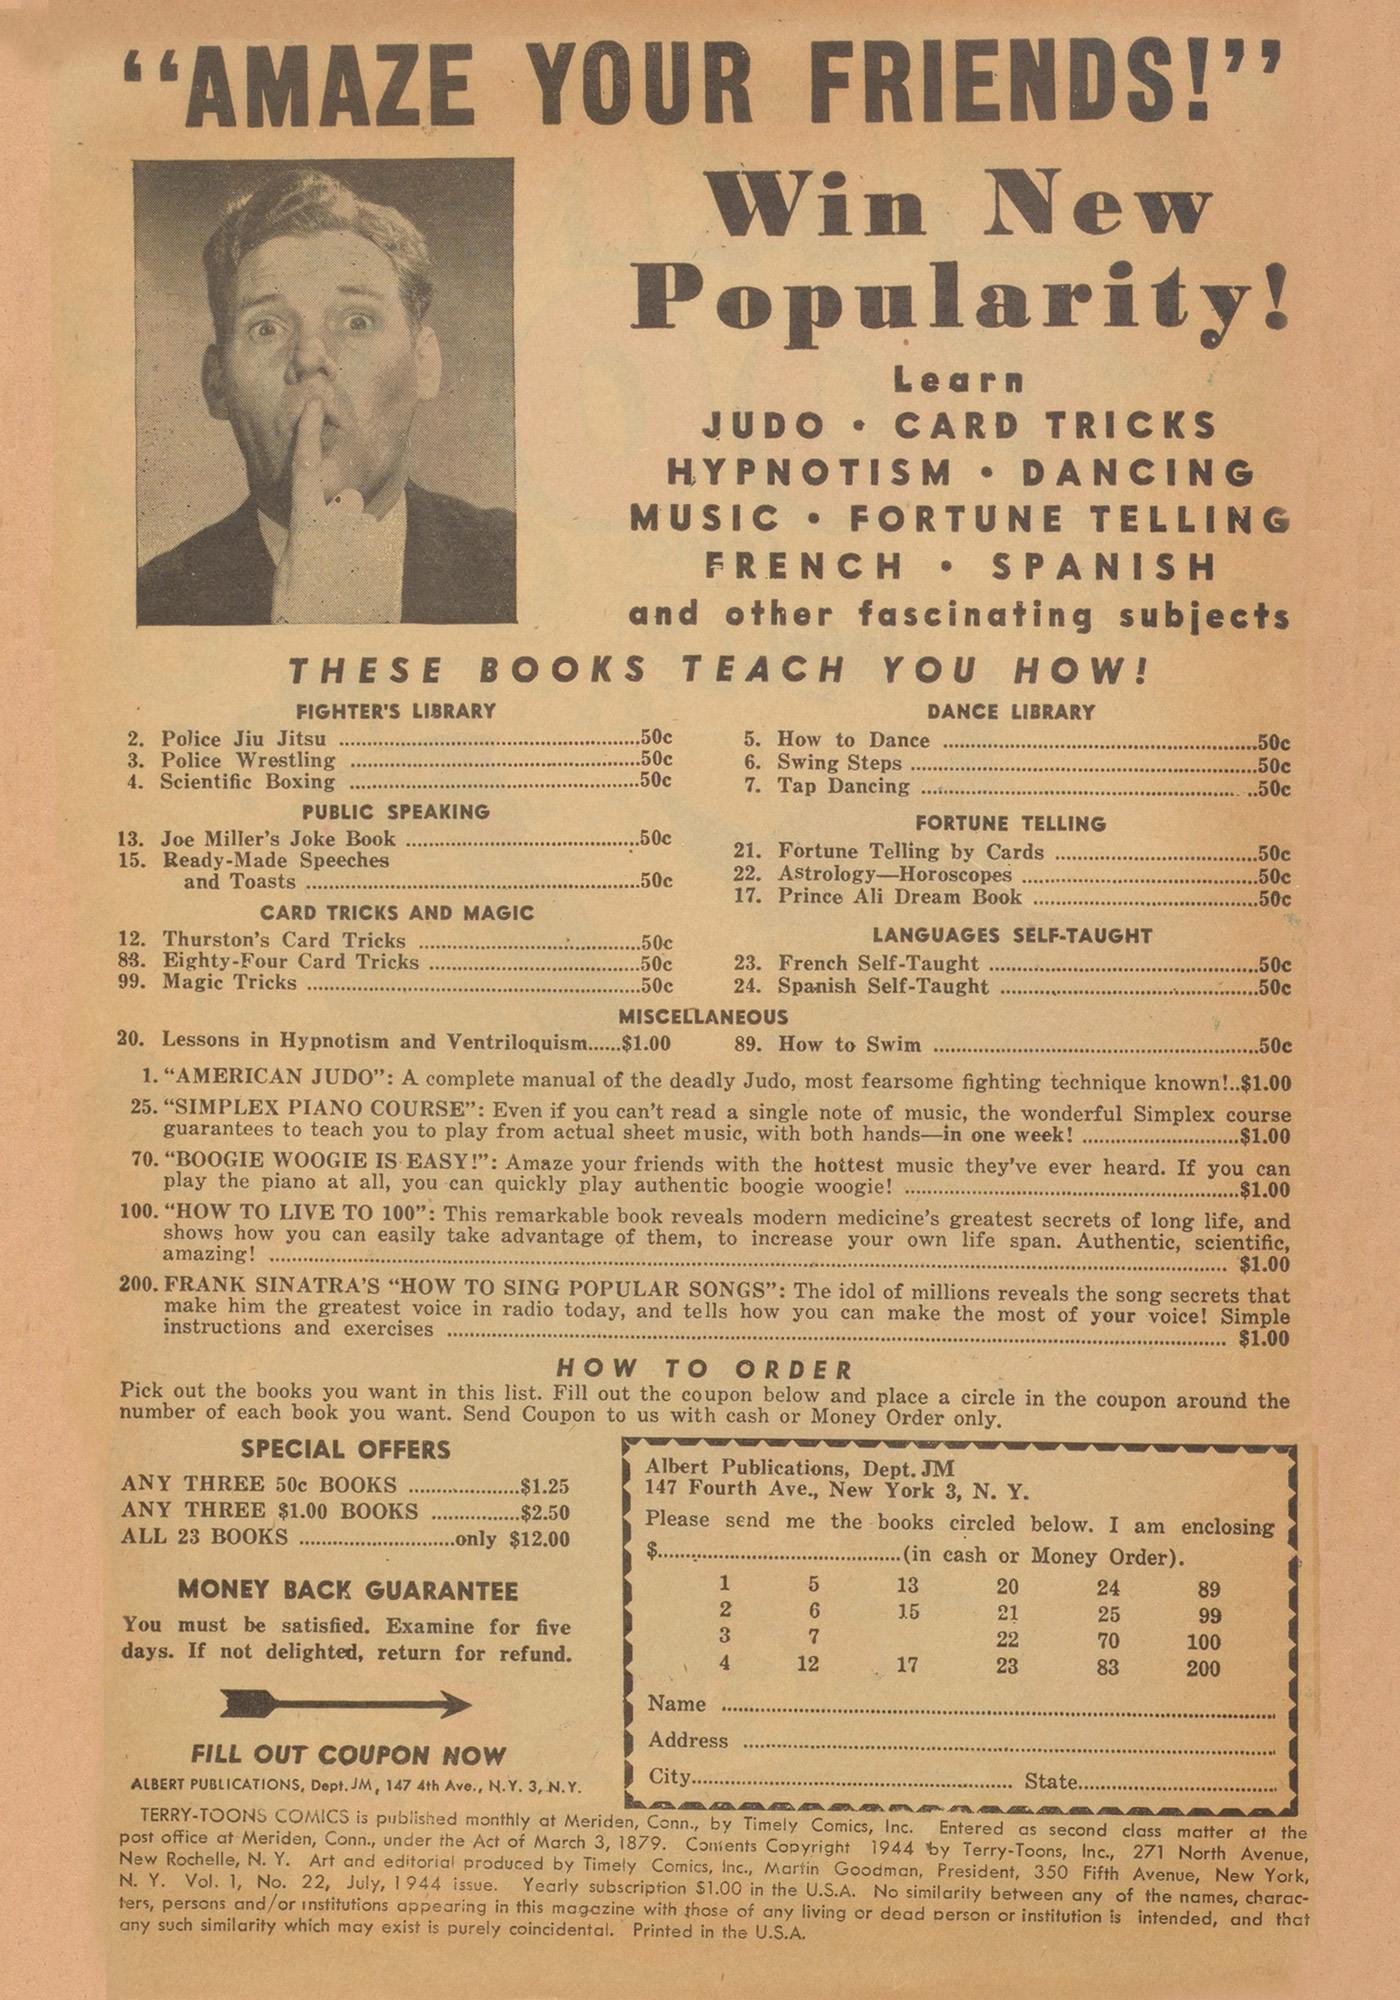 “AMAZE YOUR FRIENDS!”
Win New
Popularity!
Learn
JUDO • CARD TRICKS
HYPNOTISM • DANCING
MUSIC • FORTUNE TELLING
FRENCH • SPANISH
and other fascinating subjects
THESE BOOKS TEACH YOU HOW!
FIGHTER'S LIBRARY
2. Police Jiu Jitsu ..........50c
3. Police Wrestling ..........50c
4. Scientific Boxing ..........50c
PUBLIC SPEAKING
13. Joe Miller's Joke Book ..........50c
15. Ready-Made Speeches
and Toasts ..........50c
CARD TRICKS AND MAGIC
12. Thurston's Card Tricks ..........50c
83. Eighty-Four Card Tricks ..........50c
99. Magic Tricks ..........50c
DANCE LIBRARY
5. How to Dance ..........50c
6. Swing Steps ..........50c
7. Tap Dancing ..........50c
FORTUNE TELLING
21. Fortune Telling by Cards ..........50c
22. Astrology—Horoscopes ..........50c
17. Prince Ali Dream Book ..........50c
LANGUAGES SELF-TAUGHT
23. French Self-Taught ..........50c
24. Spanish Self-Taught ..........50c
MISCELLANEOUS
20. Lessons in Hypnotism and Ventriloquism......$1.00 89. How to Swim ..........50c
1. “AMERICAN JUDO”: A complete manual of the deadly Judo, most fearsome fighting technique known!..$1.00
25. “SIMPLEX PIANO COURSE”: Even if you can't read a single note of music, the wonderful Simplex course
guarantees to teach you to play from actual sheet music, with both hands—in one week! ..........$1.00
70. “BOOGIE WOOGIE IS EASY!”: Amaze your friends with the hottest music they've ever heard. If you can
play the piano at all, you can quickly play authentic boogie woogie! ..........$1.00
100. “HOW TO LIVE TO 100”: This remarkable book reveals modern medicine's greatest secrets of long life, and
shows how you can easily take advantage of them, to increase your own life span. Authentic, scientific,
amazing! .......... $1.00
200. FRANK SINATRA'S “HOW TO SING POPULAR SONGS”: The idol of millions reveals the song secrets that
make him the greatest voice in radio today, and tells how you can make the most of your voice! Simple
instructions and exercises .......... $1.00
HOW TO ORDER
Pick out the books you want in this list. Fill out the coupon below and place a circle in the coupon around the
number of each book you want. Send Coupon to us with cash or Money Order only.
SPECIAL OFFERS
ANY THREE 50c BOOKS ..........$1.25
ANY THREE $1.00 BOOKS ..........$2.50
ALL 23 BOOKS ..........only $12.00
MONEY BACK GUARANTEE
You must be satisfied. Examine for five
days. If not delighted, return for refund.
FILL OUT COUPON NOW
ALBERT PUBLICATIONS, Dept. JM, 147 4th Ave., N.Y. 3, N.Y.
Albert Publications, Dept. JM
147 Fourth Ave., New York 3, N. Y.
Please send me the books circled below. I am enclosing
$..........(in cash or Money Order).
1 5 13 20 24 89
2 6 15 21 25 99
3 7 22 70 100
4 12 17 23 83 200
Name ..........
Address ..........
City.......... State..........
TERRY-TOONS COMICS is published monthly at Meriden, Conn., by Timely Comics, Inc. Entered as second class matter at the
post office at Meriden, Conn., under the Act of March 3, 1879. Contents Copyright 1944 by Terry-Toons, Inc., 271 North Avenue,
New Rochelle, N. Y. Art and editorial produced by Timely Comics, Inc., Martin Goodman, President, 350 Fifth Avenue, New York,
N. Y. Vol. 1, No. 22, July, 1944 issue. Yearly subscription $1.00 in the U.S.A. No similarity between any of the names, charac-
ters, persons and/or institutions appearing in this magazine with those of any living or dead person or institution is intended, and that
any such similarity which may exist is purely coincidental. Printed in the U.S.A.